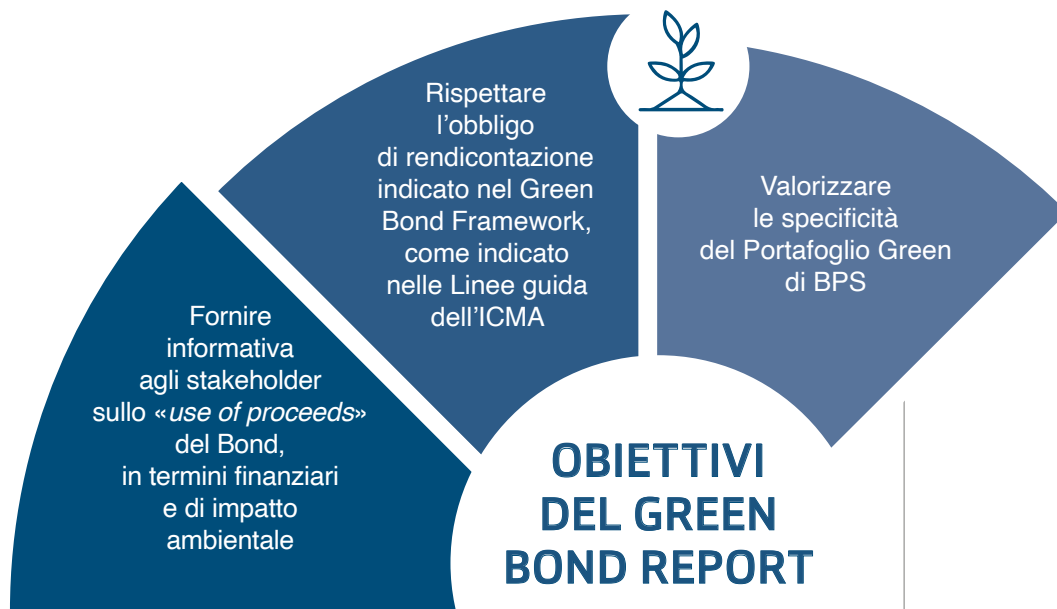 Fornire
informativa
agli stakeholder
sullo «use of proceeds»
del Bond,
in termini finanziari
e di impatto
ambientale
Rispettare
l’obbligo
di rendicontazione
indicato nel Green
Bond Framework,
come indicato
nelle Linee guida
dell’ICMA
Valorizzare
le specificità
del Portafoglio Green
di BPS
OBIETTIVI
DEL GREEN
BOND REPORT